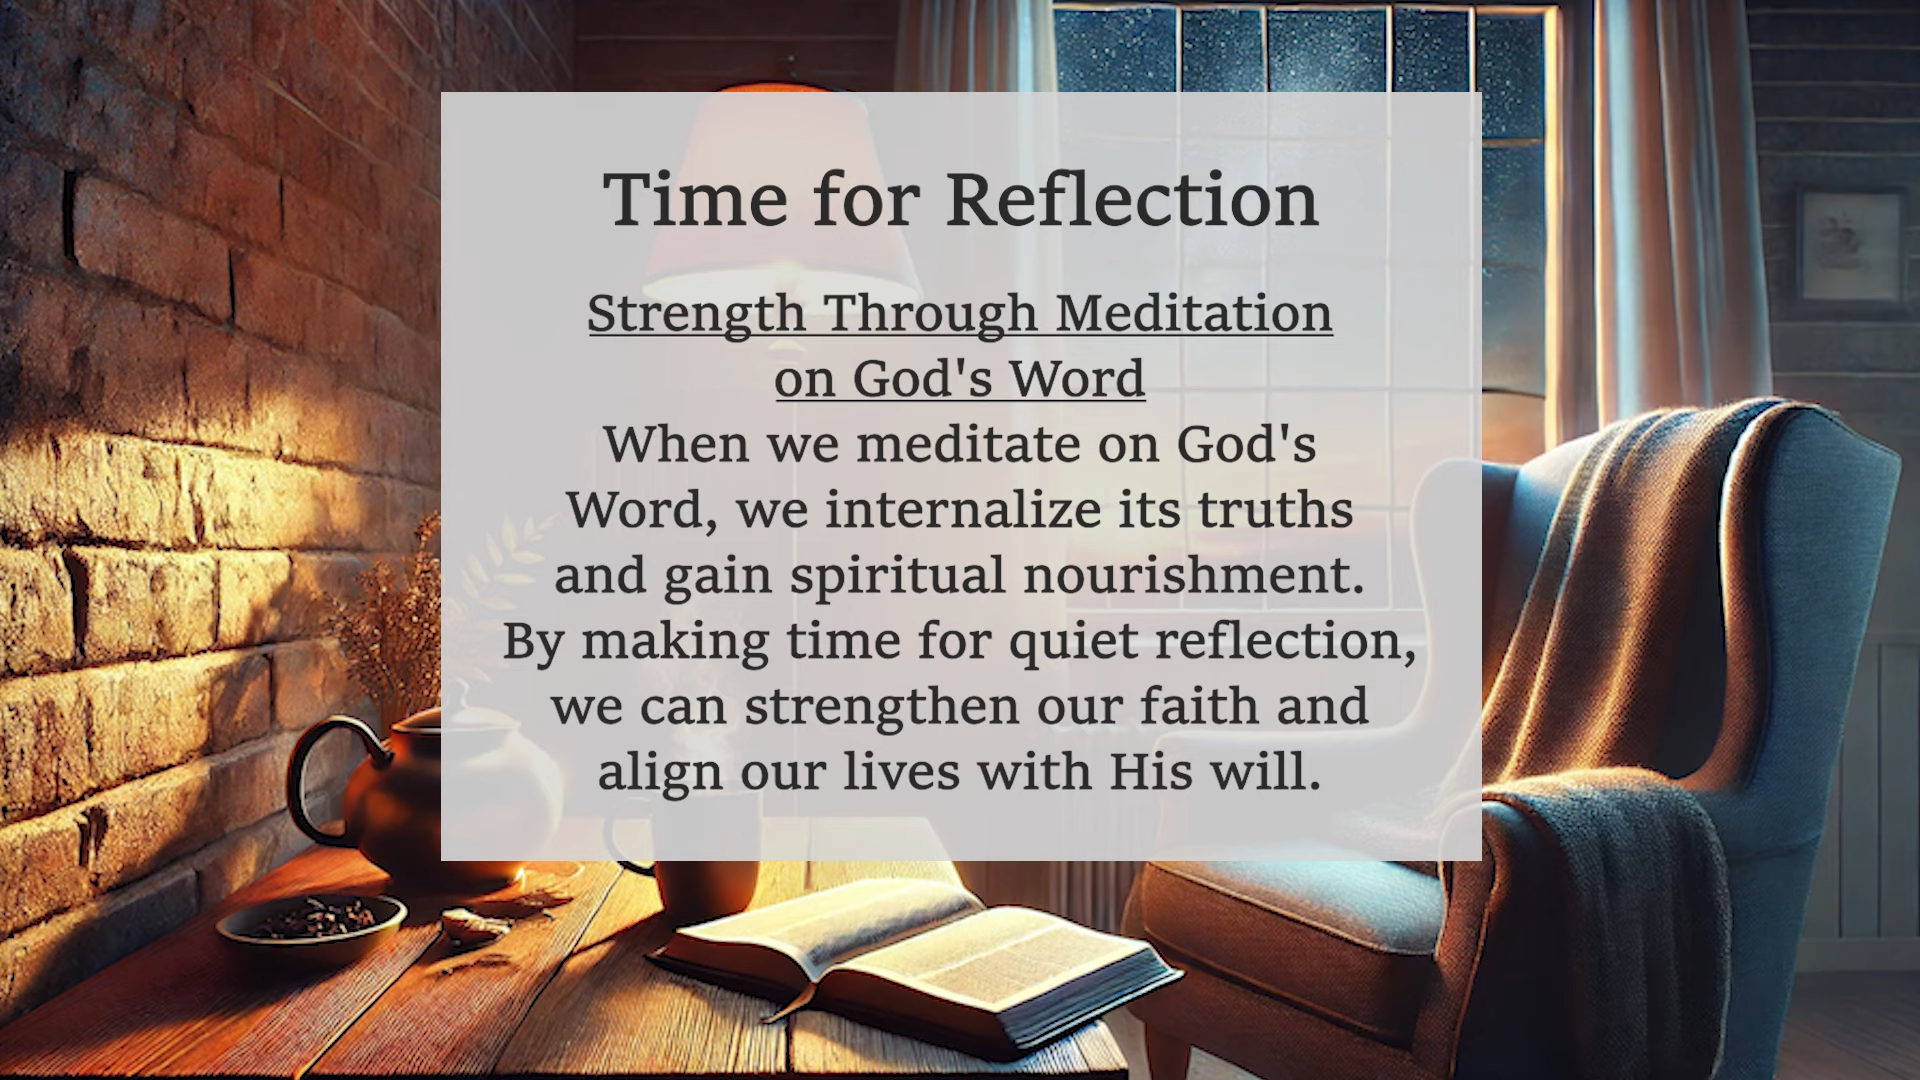 Time for Reflection
Strength Through Meditation
on God's Word
When we meditate on God's
Word, we internalize its truths
and gain spiritual nourishment.
By making time for quiet reflection,
we can strengthen our faith and
align our lives with His will.